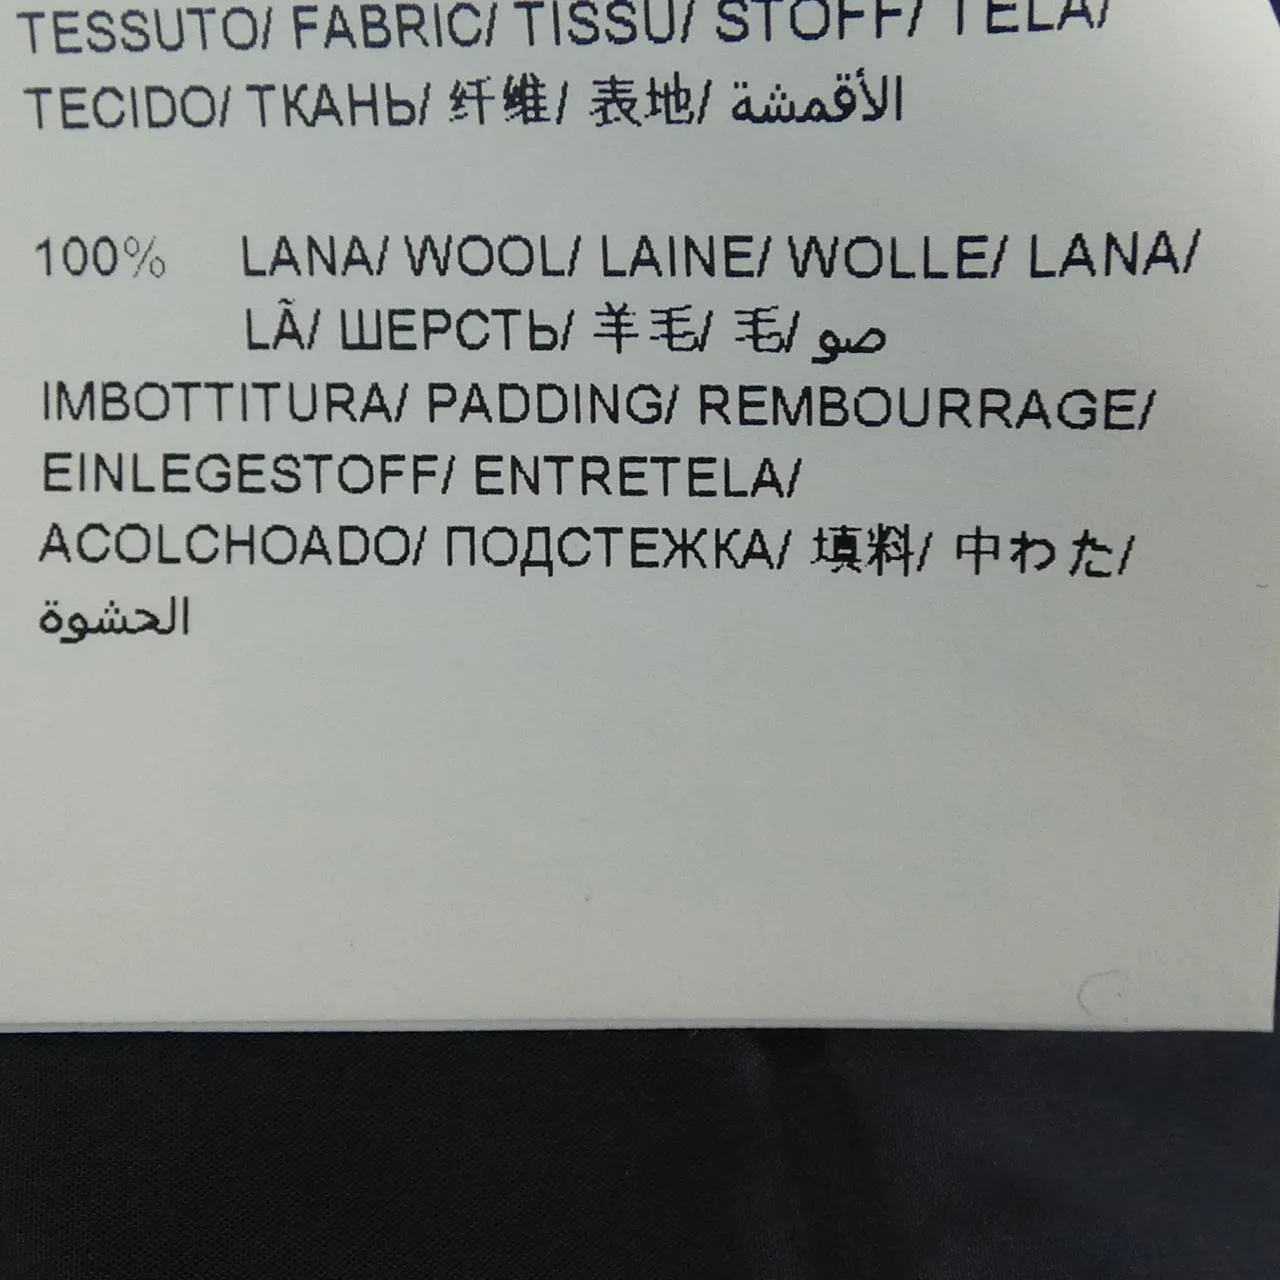 TESSUTO/ FABRIC/ TISSU/ STOFF/ TELA/
TECIDO/ ТКАНЬ/ 纤维/ 表地/ الأقمشة
100% LANA/ WOOL/ LAINE/ WOLLE/ LANA/
LÃ/ ШЕРСТЬ/ 羊毛/ 毛/ صو
IMBOTTITURA/ PADDING/ REMBOURRAGE/
EINLEGESTOFF/ ENTRETELA/
ACOLCHOADO/ ПОДСТЕЖКА/ 填料/ 中わた/
الحشوة